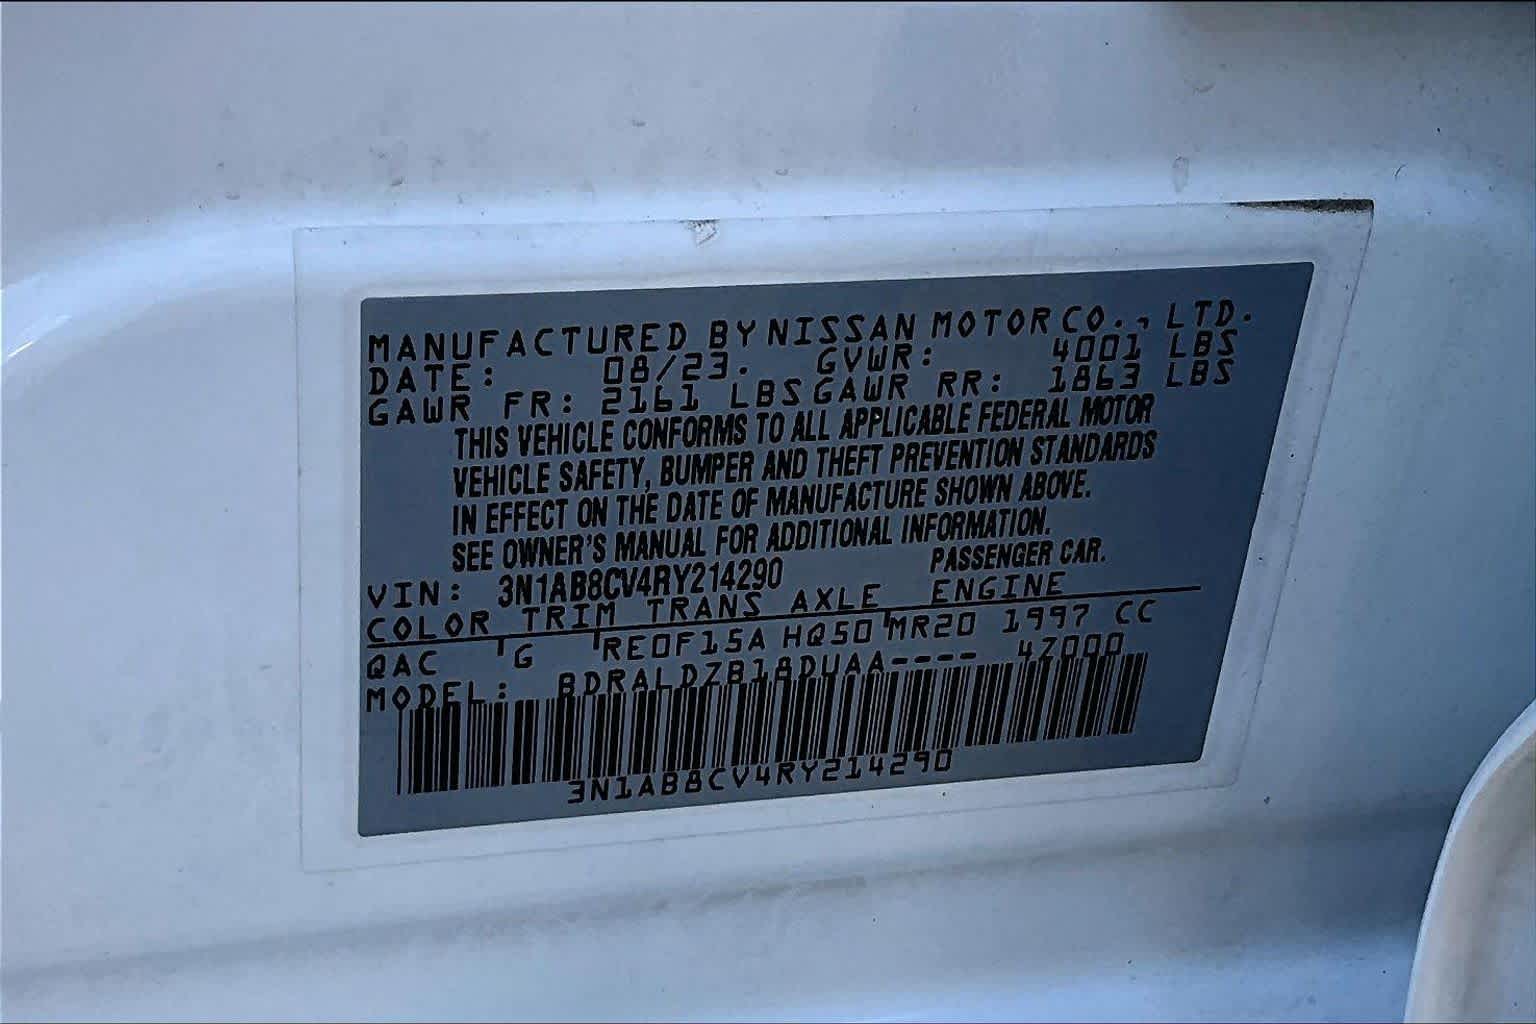 MANUFACTURED BY NISSAN MOTOR CO., LTD.
DATE: 08/23. GVWR: 4001 LBS
GAWR FR: 2161 LBS GAWR RR: 1863 LBS
THIS VEHICLE CONFORMS TO ALL APPLICABLE FEDERAL MOTOR
VEHICLE SAFETY, BUMPER AND THEFT PREVENTION STANDARDS
IN EFFECT ON THE DATE OF MANUFACTURE SHOWN ABOVE.
SEE OWNER'S MANUAL FOR ADDITIONAL INFORMATION.
VIN: 3N1AB8CV4RY214290 PASSENGER CAR.
COLOR TRIM TRANS AXLE ENGINE
QAC G RE0F15A HQ50 MR20 1997 CC
MODEL: BDRALDZB18DUAA---- 4Z000
3N1AB8CV4RY214290